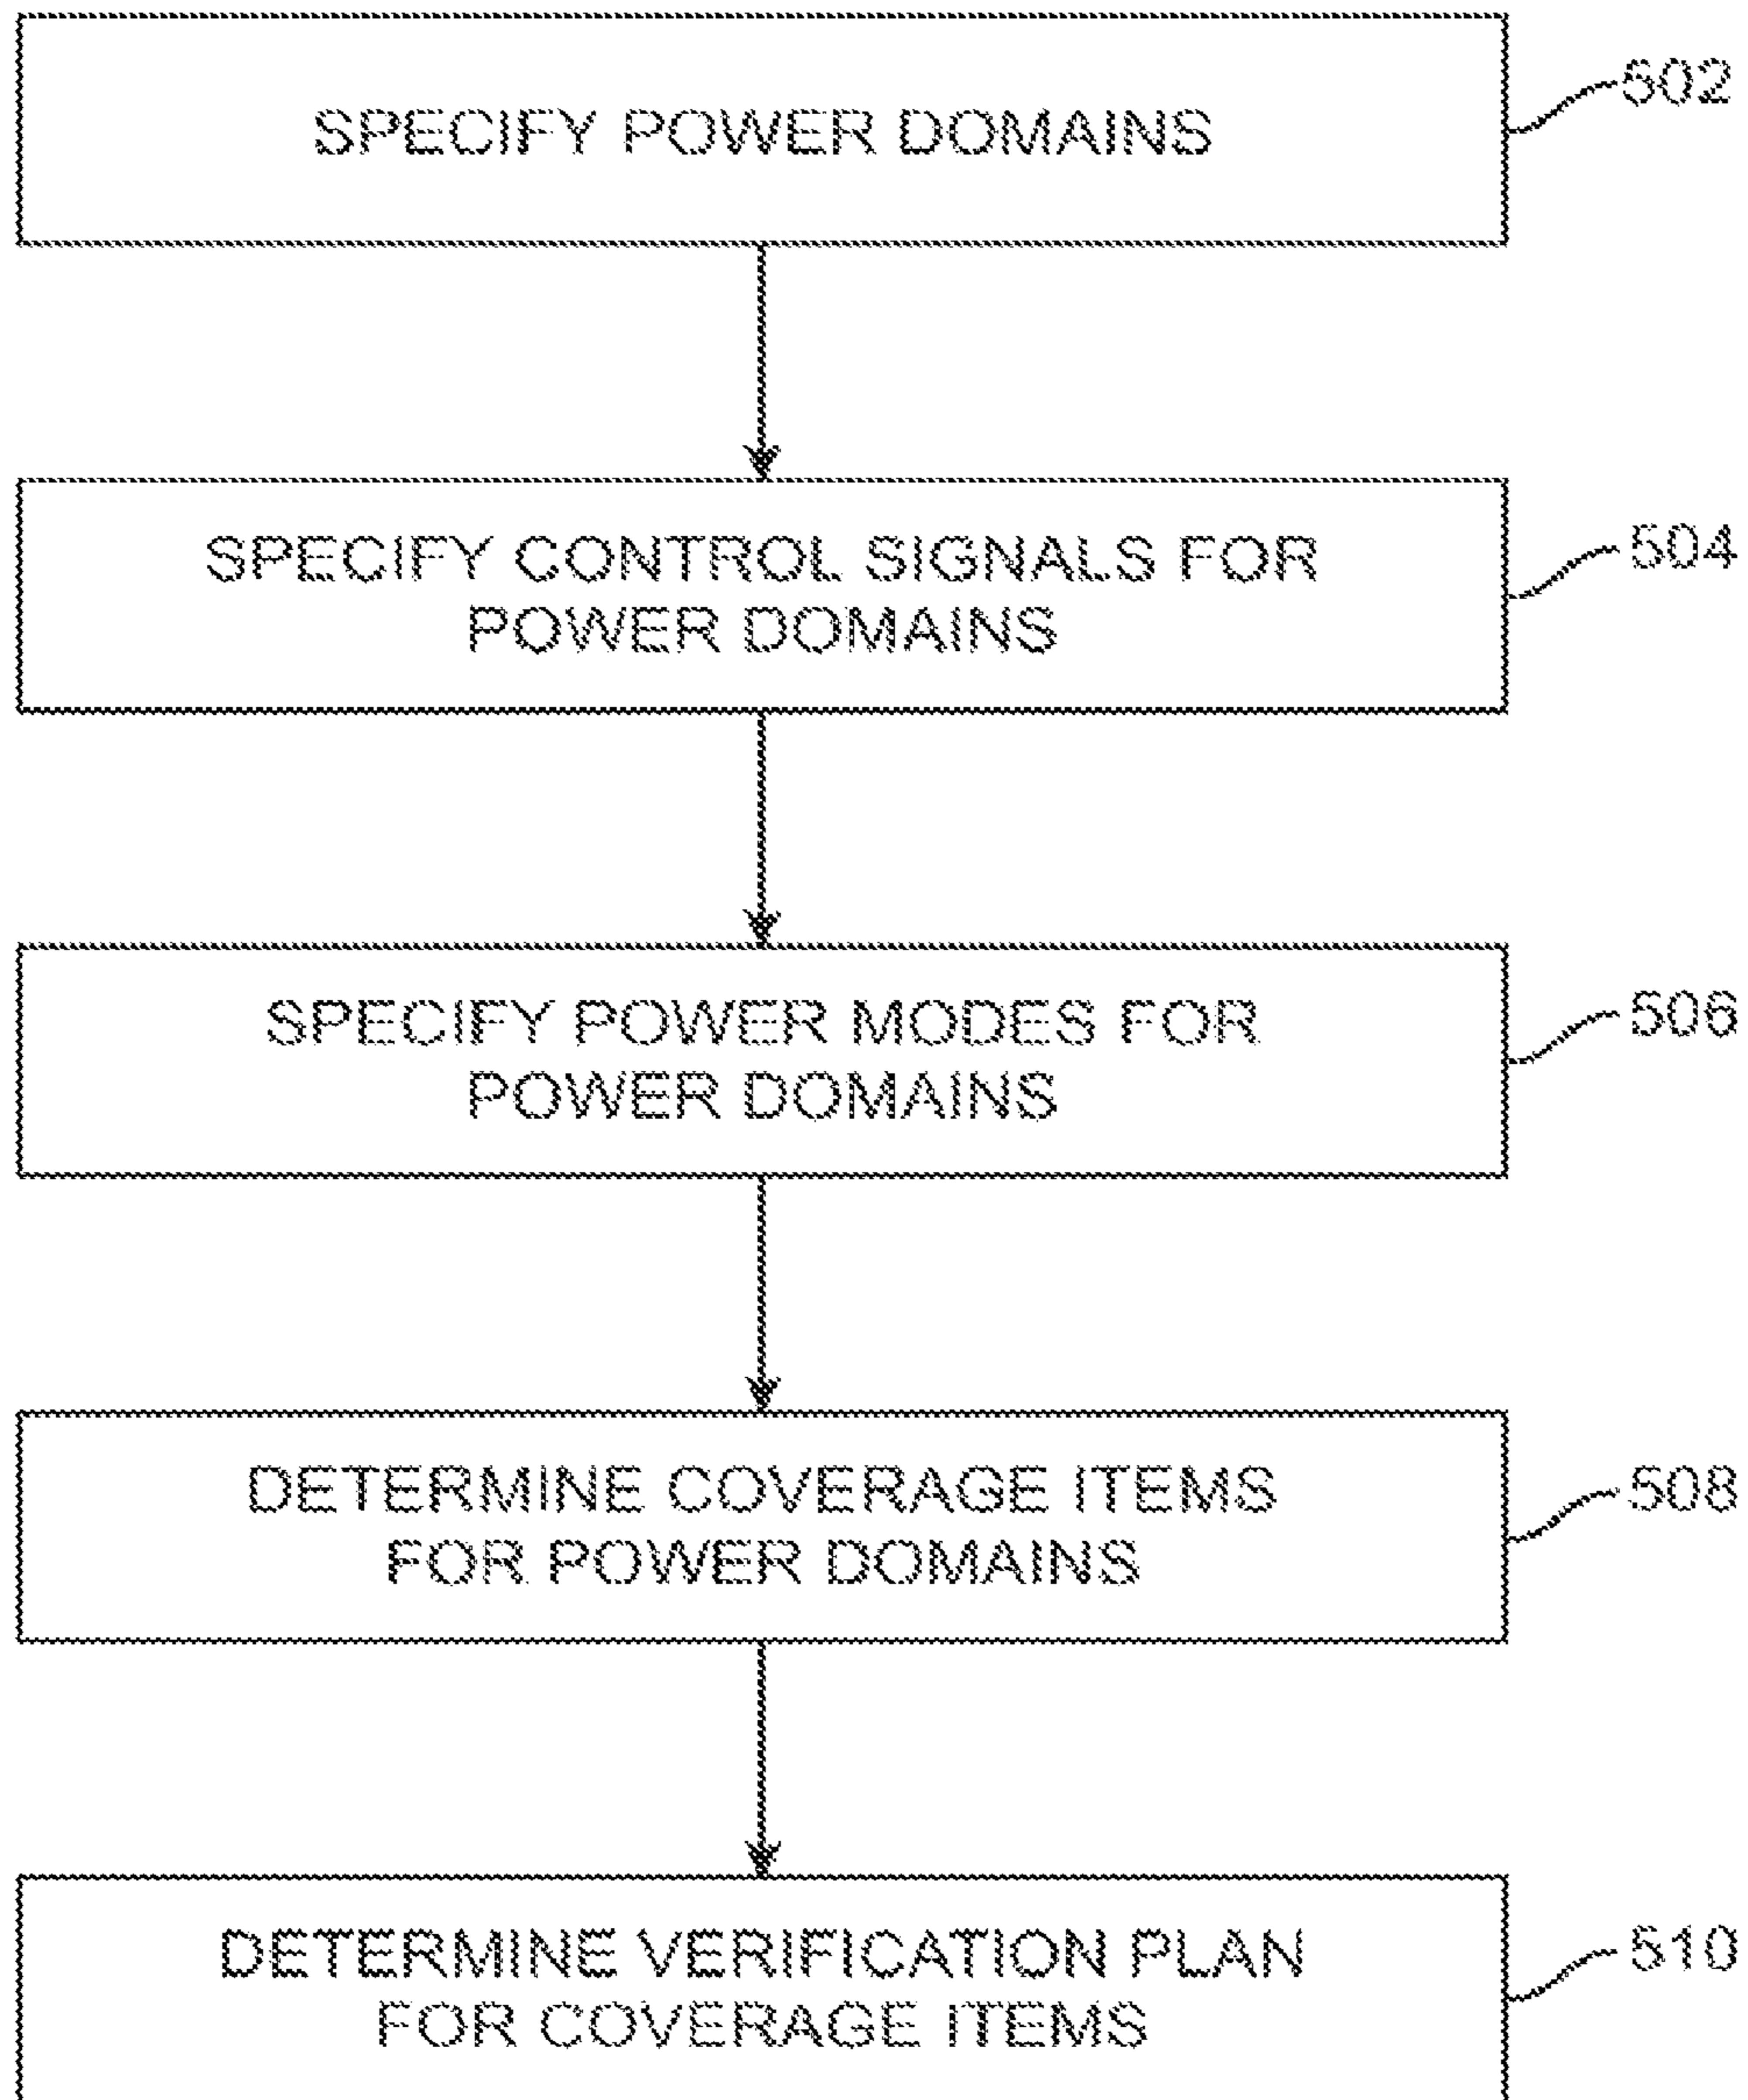 SPECIFY POWER DOMAINS
502
SPECIFY CONTROL SIGNALS FOR
POWER DOMAINS
504
SPECIFY POWER MODES FOR
POWER DOMAINS
506
DETERMINE COVERAGE ITEMS
FOR POWER DOMAINS
508
DETERMINE VERIFICATION PLAN
FOR COVERAGE ITEMS
510